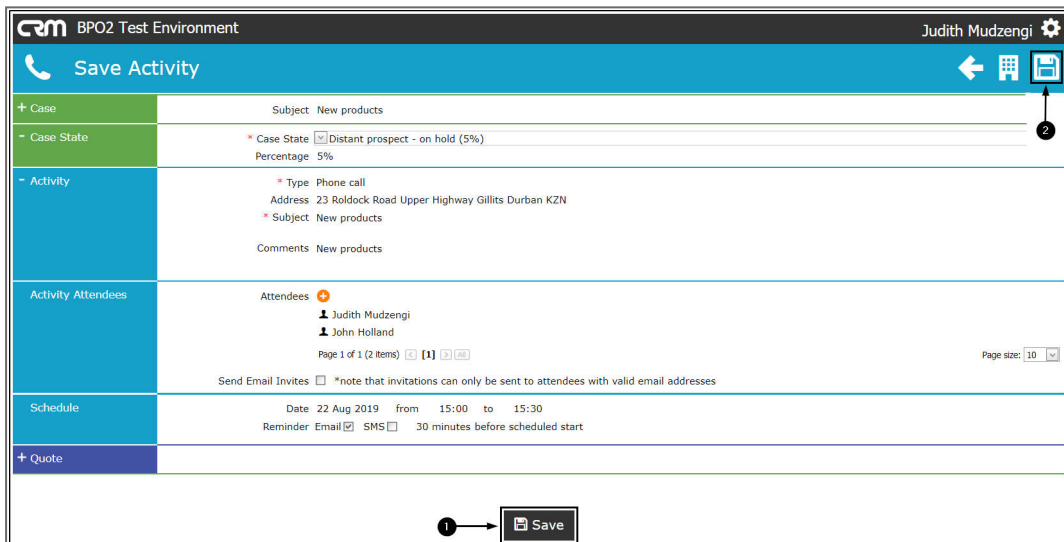 CRM BPO2 Test Environment Judith Mudzengi
Save Activity
+ Case Subject New products
2
- Case State * Case State Distant prospect - on hold (5%)
Percentage 5%
- Activity * Type Phone call
Address 23 Roldock Road Upper Highway Gillits Durban KZN
* Subject New products
Comments New products
Activity Attendees Attendees
Judith Mudzengi
John Holland
Page 1 of 1 (2 items) < [1] > All Page size: 10
Send Email Invites *note that invitations can only be sent to attendees with valid email addresses
Schedule Date 22 Aug 2019 from 15:00 to 15:30
Reminder Email SMS 30 minutes before scheduled start
+ Quote
1 Save